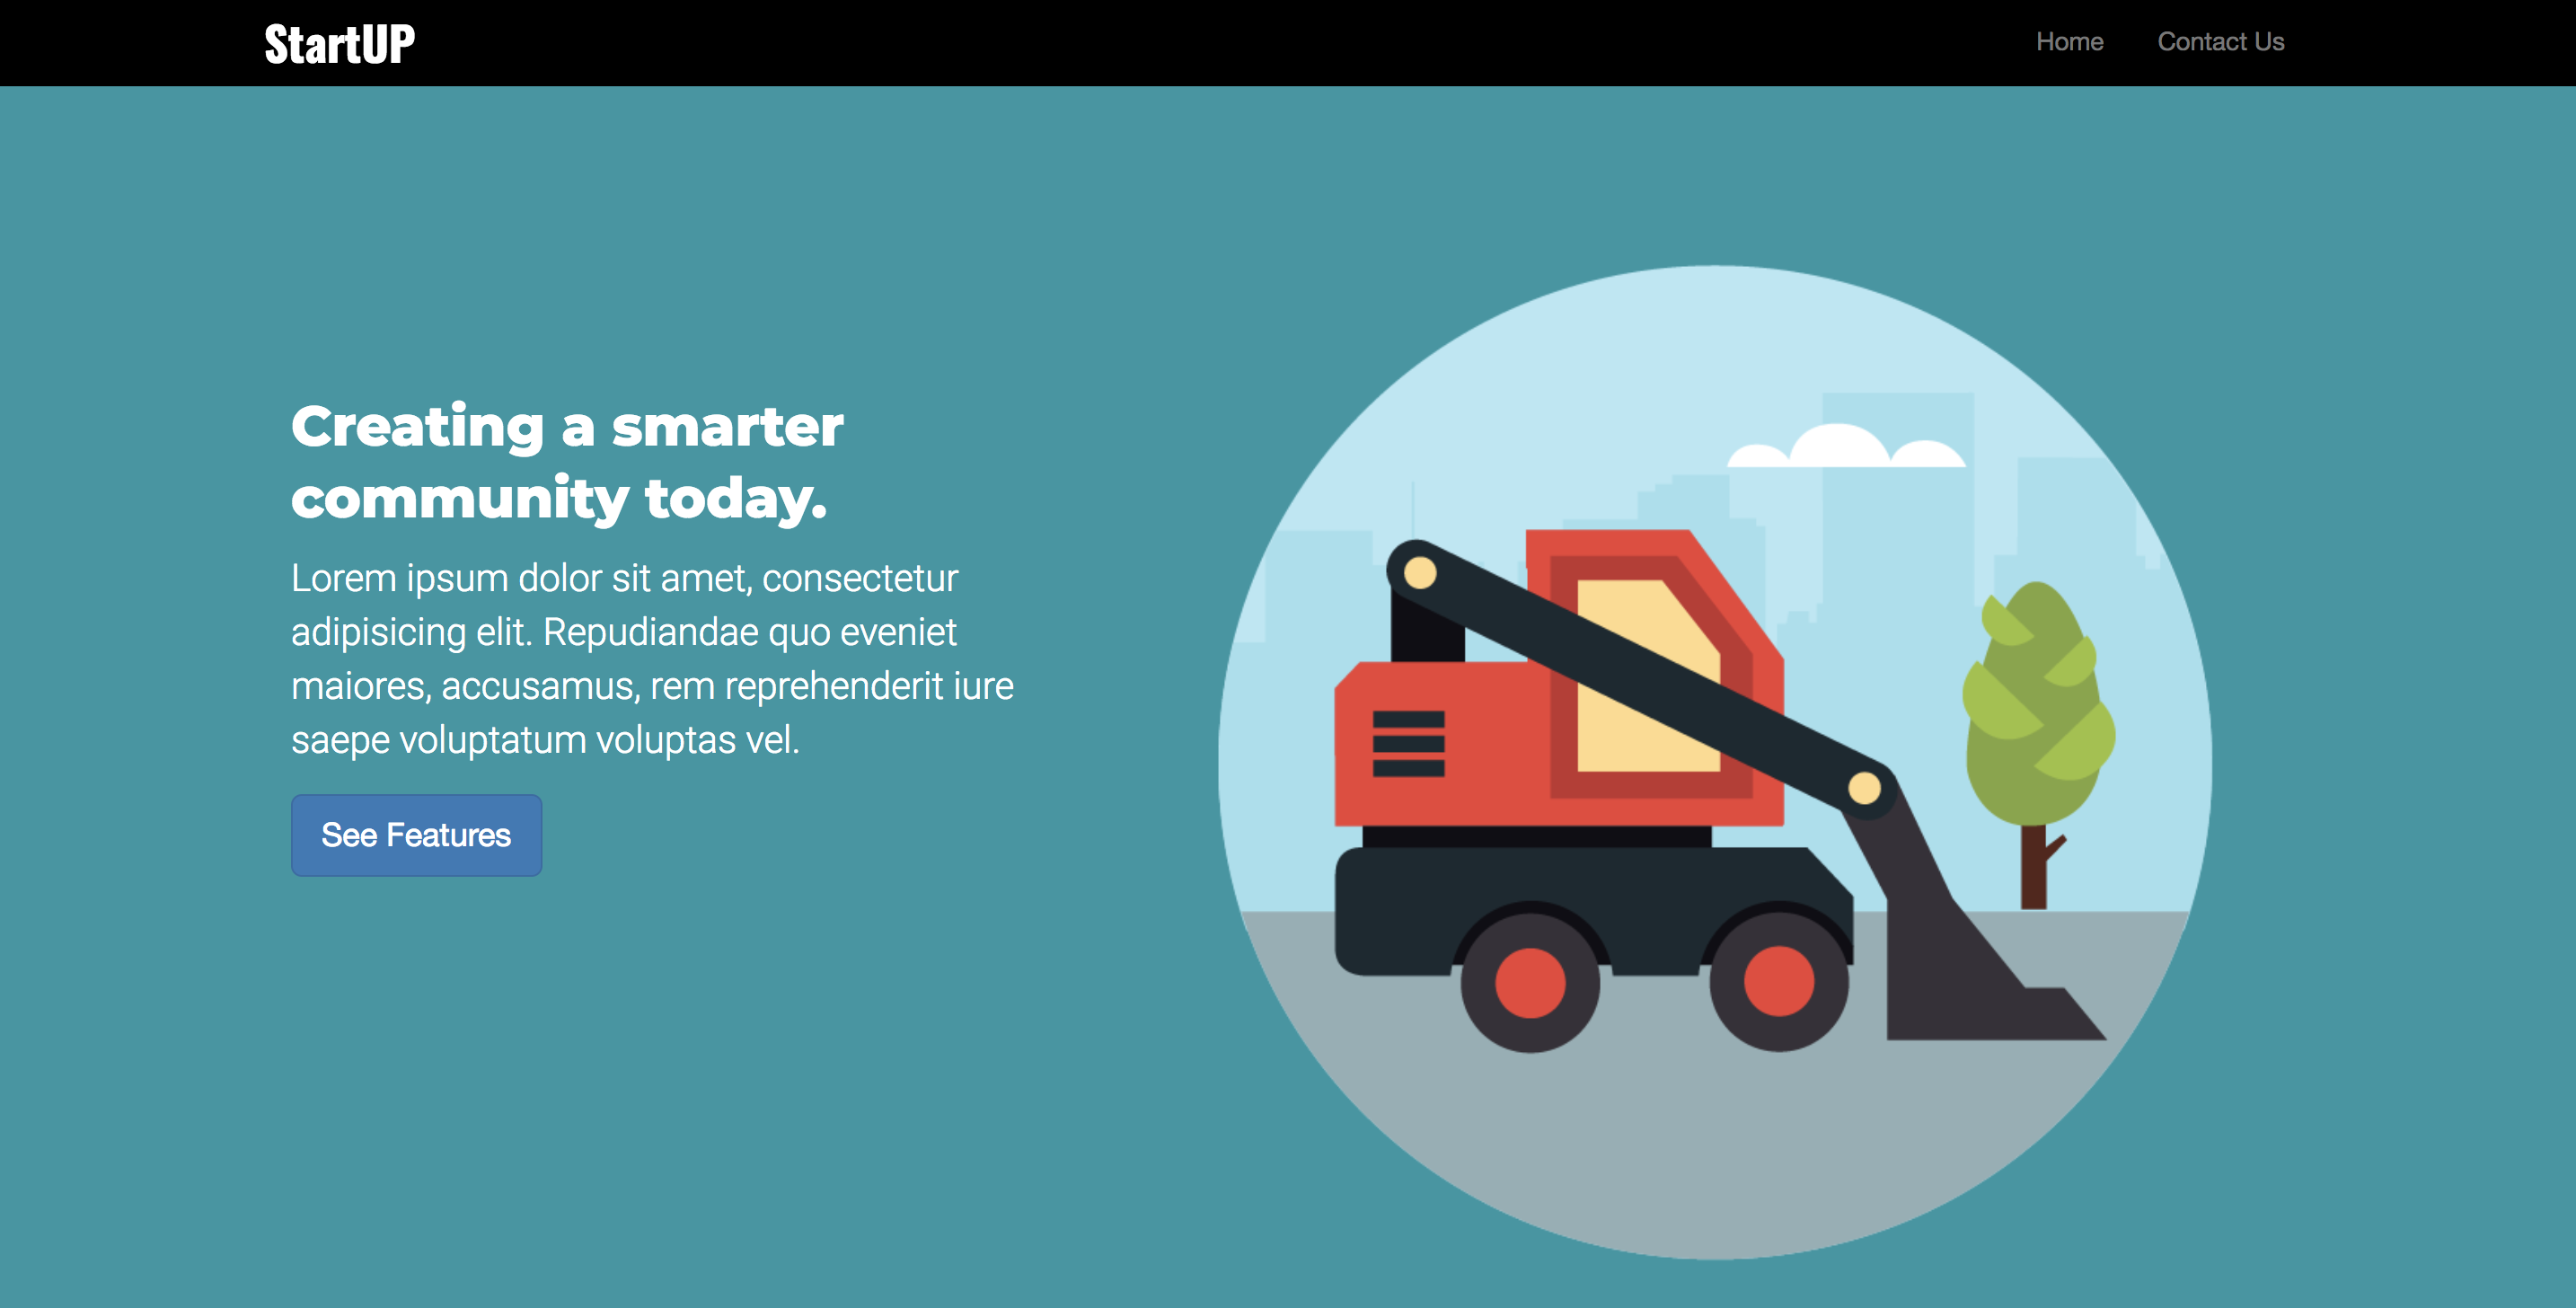 StartUP
Home Contact Us
Creating a smarter
community today.
Lorem ipsum dolor sit amet, consectetur
adipisicing elit. Repudiandae quo eveniet
maiores, accusamus, rem reprehenderit iure
saepe voluptatum voluptas vel.
See Features